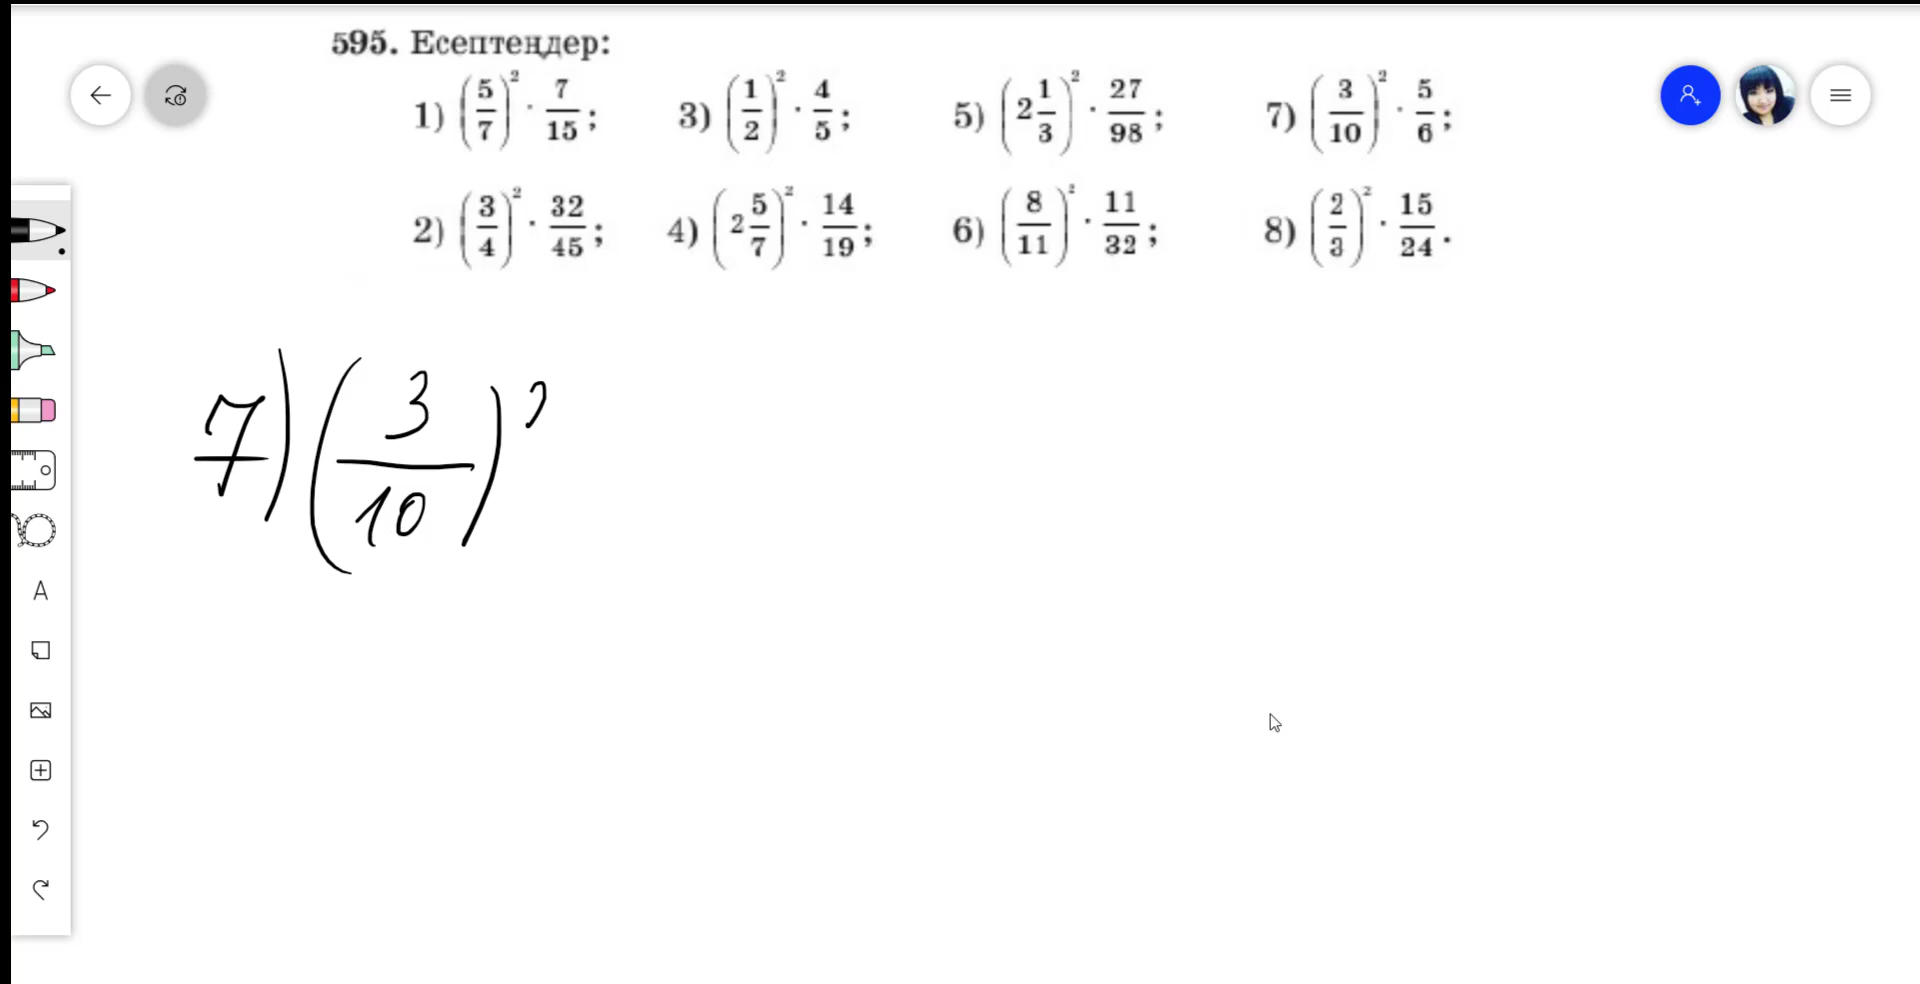 595. Есептеңдер:
1) (5/7)² · 7/15; 3) (1/2)² · 4/5; 5) (2 1/3)² · 27/98; 7) (3/10)² · 5/6;
2) (3/4)² · 32/45; 4) (2 5/7)² · 14/19; 6) (8/11)² · 11/32; 8) (2/3)² · 15/24.
7) (3/10)
A